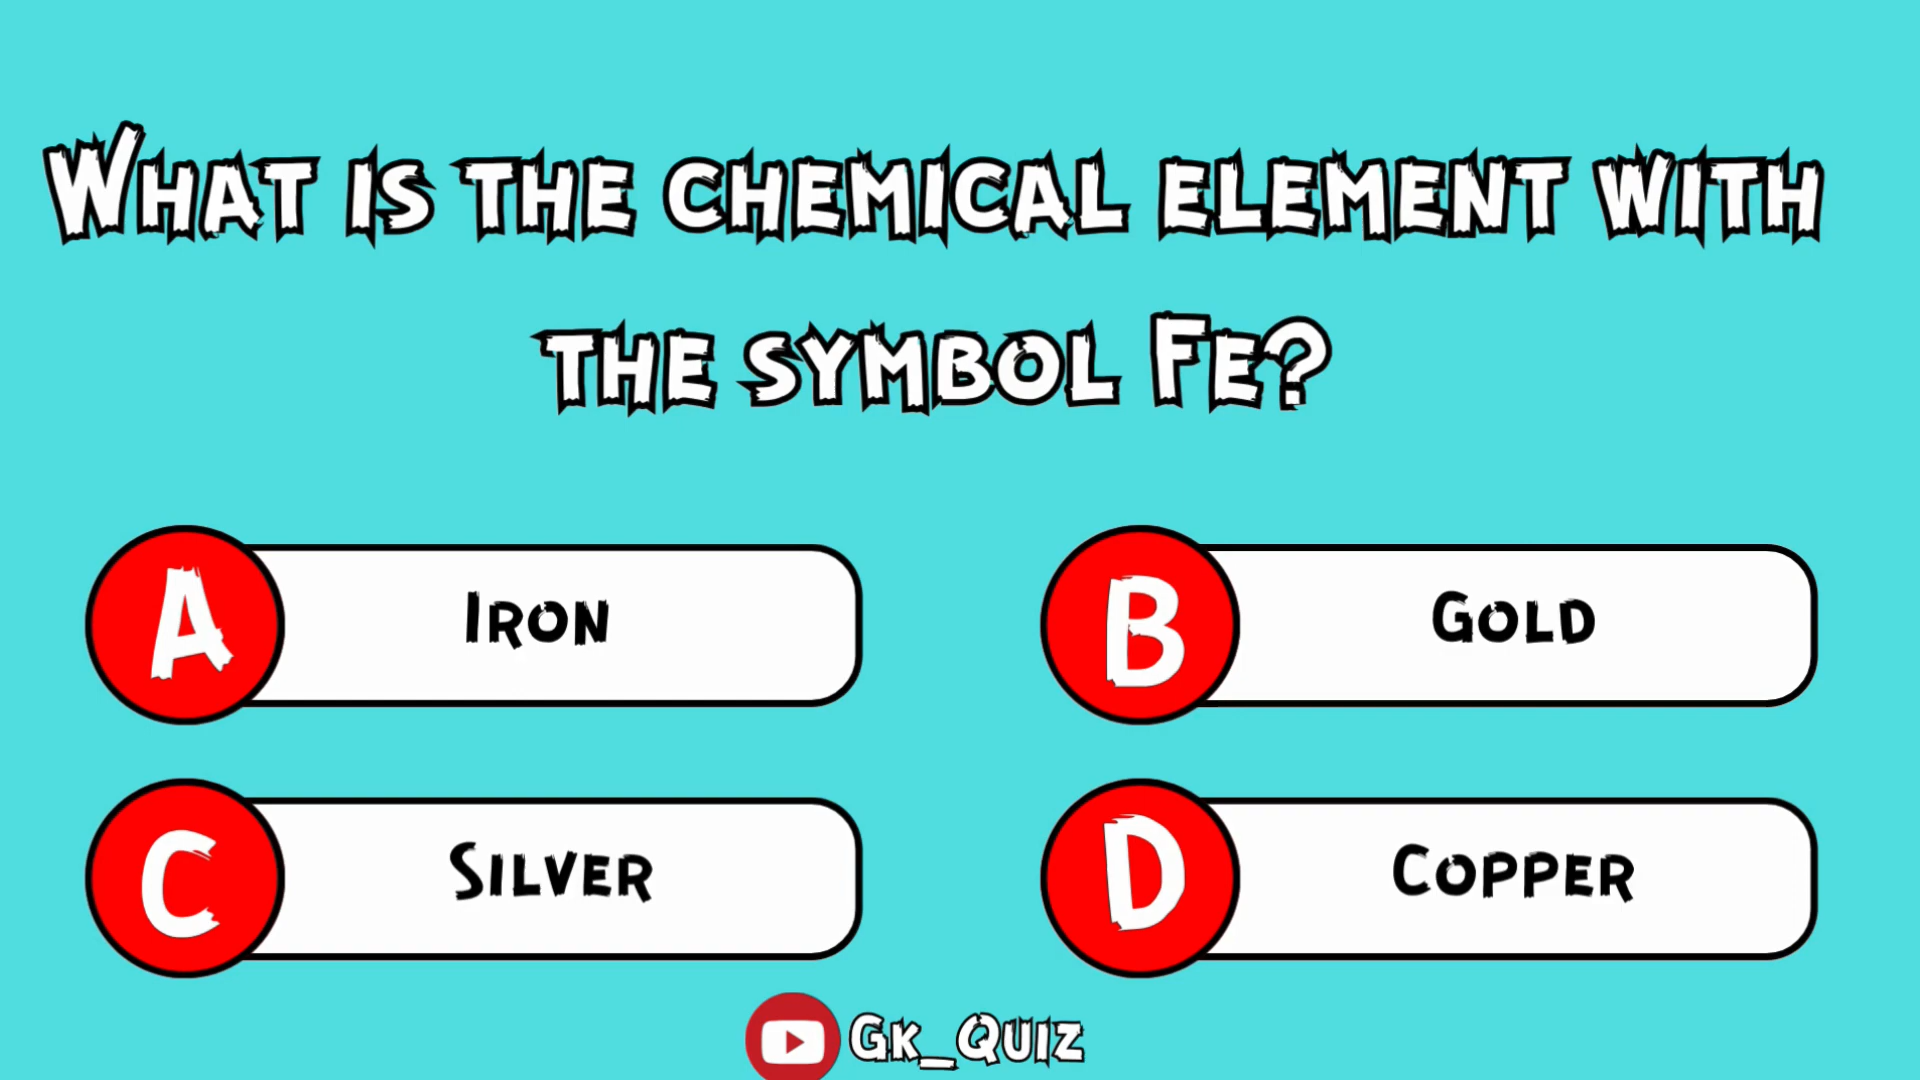 What is the chemical element with
the symbol Fe?
A Iron
B Gold
C Silver
D Copper
Gk_Quiz